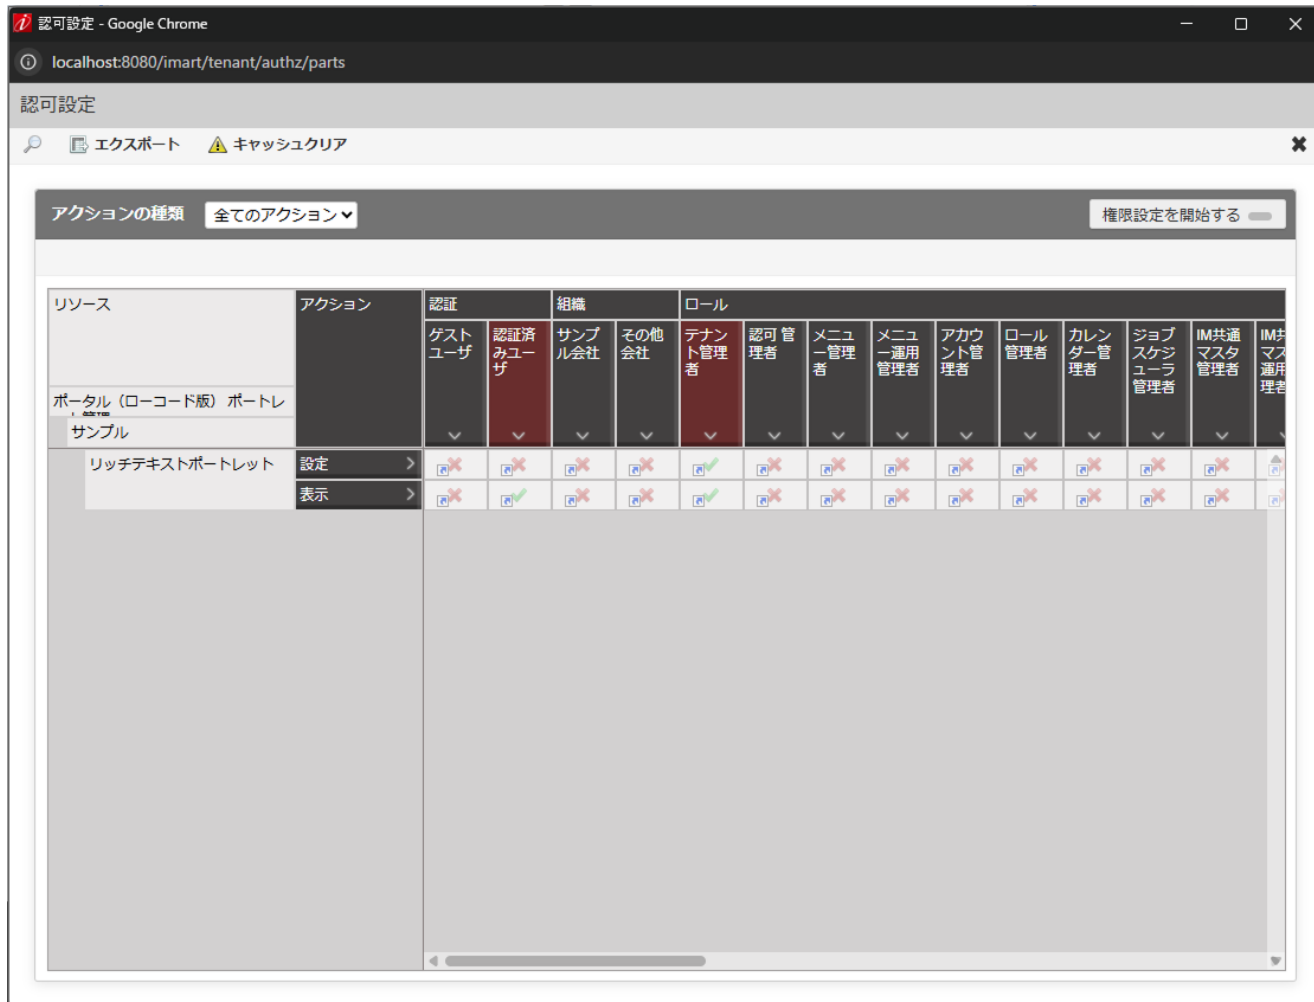 認可設定 - Google Chrome
localhost:8080/imart/tenant/authz/parts
認可設定
エクスポート キャッシュクリア
アクションの種類 全てのアクション 権限設定を開始する
リソース アクション 認証 組織 ロール
ゲスト
ユーザ
認証済
みユー
ザ
サンプ
ル会社
その他
会社
テナン
ト管理
者
認可 管
理者
メニュ
ー管理
者
メニュ
ー運用
管理者
アカウ
ント管
理者
ロール
管理者
カレン
ダー管
理者
ジョブ
スケジ
ューラ
管理者
IM共通
マスタ
管理者
ポータル（ローコード版） ポートレ
サンプル
リッチテキストポートレット 設定
表示